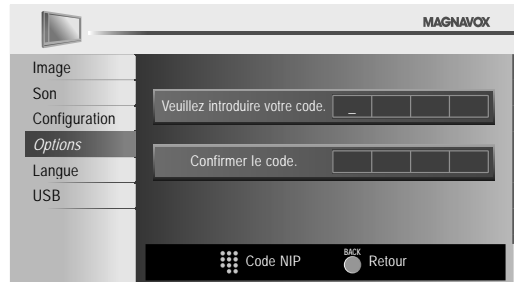 MAGNAVOX
Image
Son
Configuration
Options
Langue
USB
Veuillez introduire votre code. _
Confirmer le code.
Code NIP
BACK
Retour